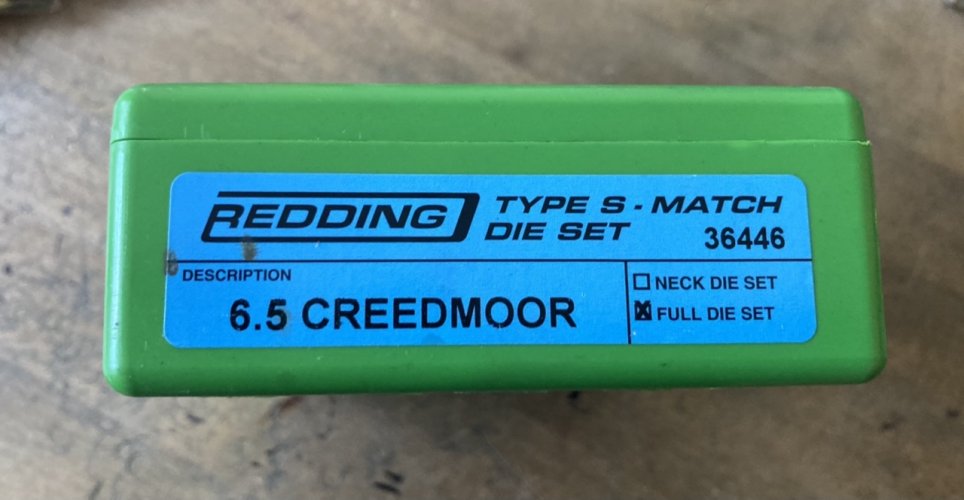 REDDING TYPE S - MATCH
DIE SET 36446
DESCRIPTION
6.5 CREEDMOOR
NECK DIE SET
FULL DIE SET